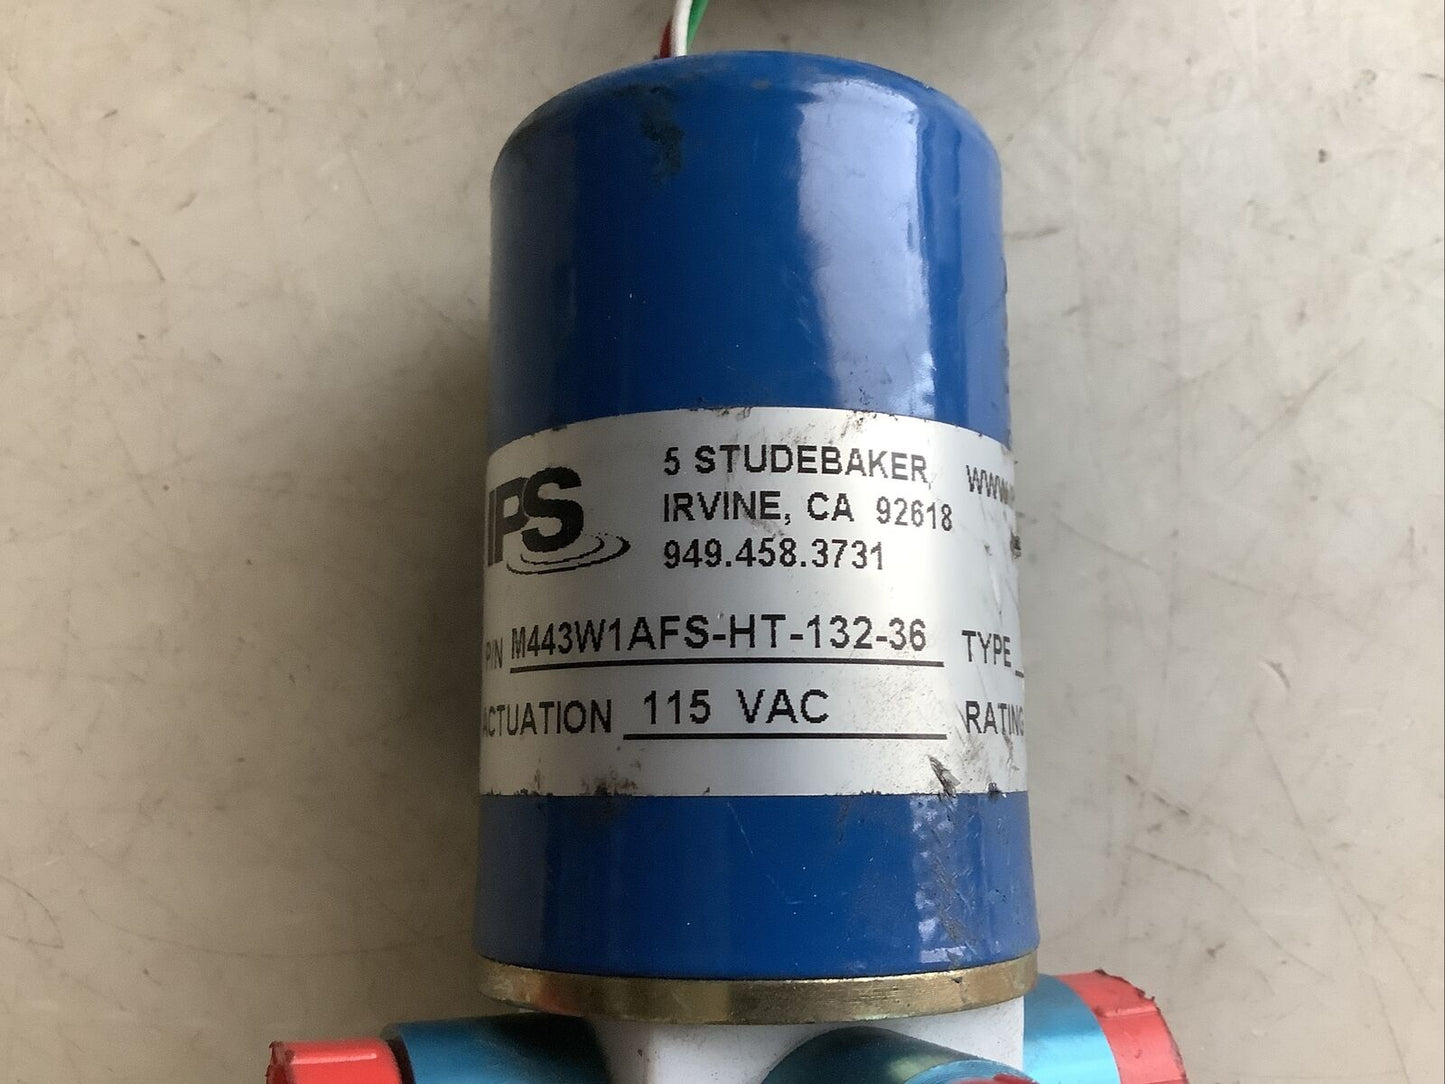 IPS
5 STUDEBAKER,
IRVINE, CA 92618
949.458.3731
P/N M443W1AFS-HT-132-36 TYPE
ACTUATION 115 VAC RATING